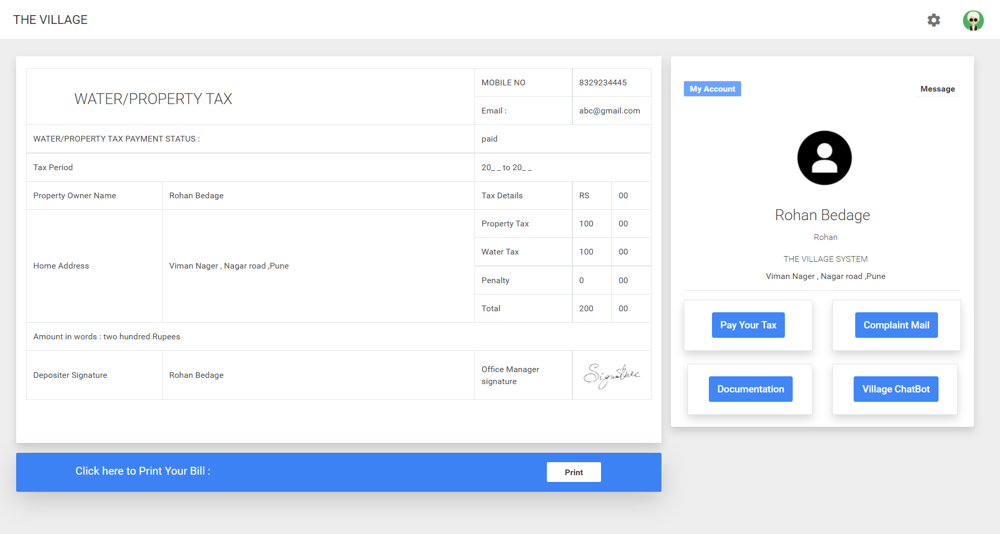 THE VILLAGE
WATER/PROPERTY TAX
MOBILE NO 8329234445
Email : abc@gmail.com
WATER/PROPERTY TAX PAYMENT STATUS : paid
Tax Period 20_ _ to 20_ _
Property Owner Name Rohan Bedage Tax Details RS 00
Property Tax 100 00
Water Tax 100 00
Home Address Viman Nager , Nagar road ,Pune
Penalty 0 00
Total 200 00
Amount in words : two hundred Rupees
Depositer Signature Rohan Bedage
Office Manager
signature
Signature
Click here to Print Your Bill :
Print
My Account
Message
Rohan Bedage
Rohan
THE VILLAGE SYSTEM
Viman Nager , Nagar road ,Pune
Pay Your Tax
Complaint Mail
Documentation
Village ChatBot